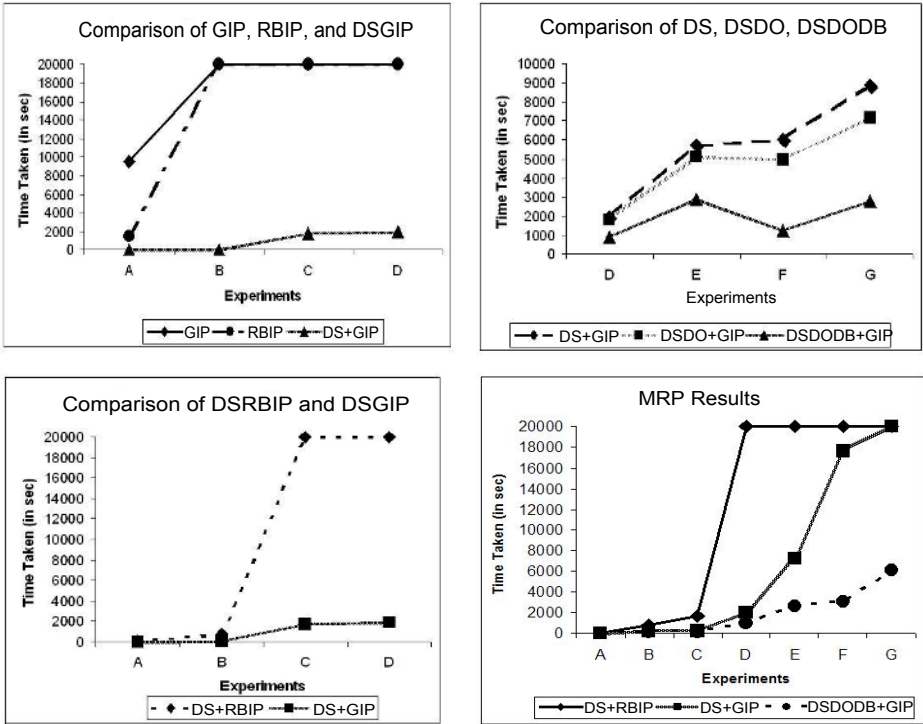 Comparison of GIP, RBIP, and DSGIP
Time Taken (in sec)
20000
18000
16000
14000
12000
10000
8000
6000
4000
2000
0
A B C D
Experiments
GIP RBIP DS+GIP
Comparison of DS, DSDO, DSDODB
Time Taken (in sec)
10000
9000
8000
7000
6000
5000
4000
3000
2000
1000
0
D E F G
Experiments
DS+GIP DSDO+GIP DSDODB+GIP
Comparison of DSRBIP and DSGIP
Time Taken (in sec)
20000
18000
16000
14000
12000
10000
8000
6000
4000
2000
0
A B C D
Experiments
DS+RBIP DS+GIP
MRP Results
Time Taken (in sec)
20000
18000
16000
14000
12000
10000
8000
6000
4000
2000
0
A B C D E F G
Experiments
DS+RBIP DS+GIP DSDODB+GIP